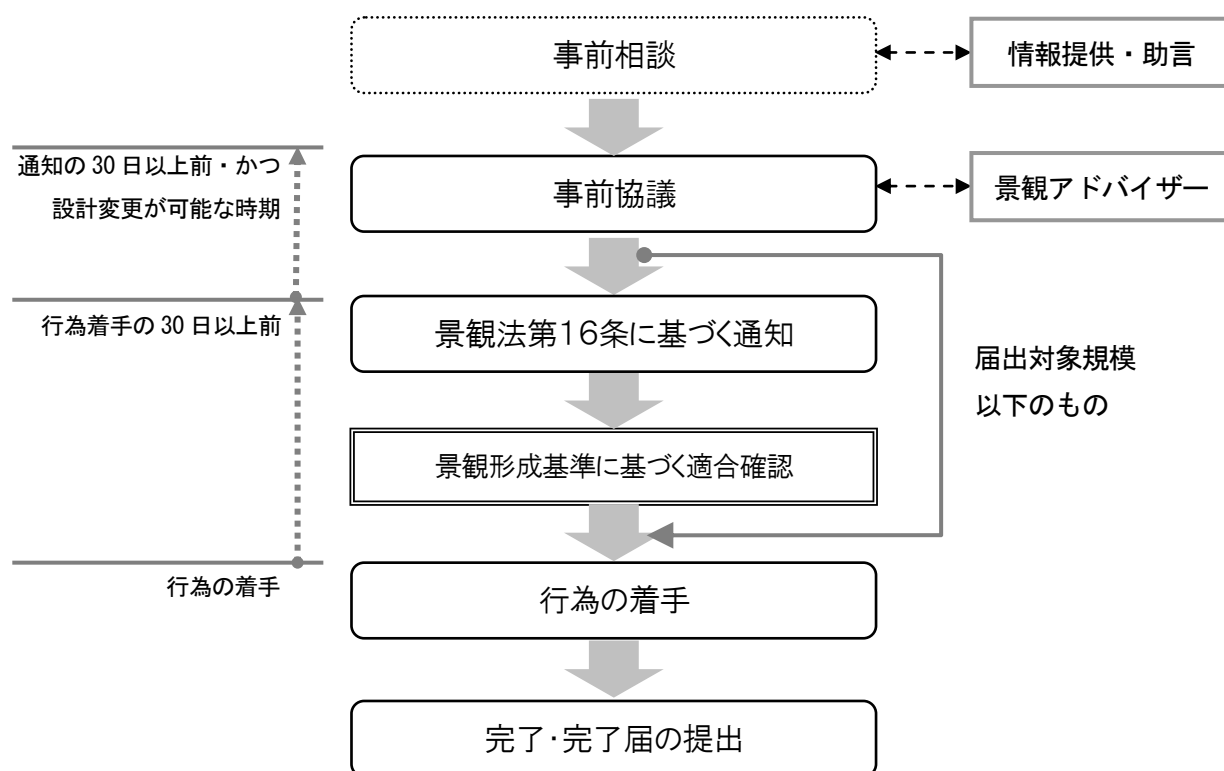 事前相談
情報提供・助言
通知の 30 日以上前・かつ
設計変更が可能な時期
事前協議
景観アドバイザー
行為着手の 30 日以上前
景観法第16条に基づく通知
届出対象規模
以下のもの
景観形成基準に基づく適合確認
行為の着手
行為の着手
完了・完了届の提出